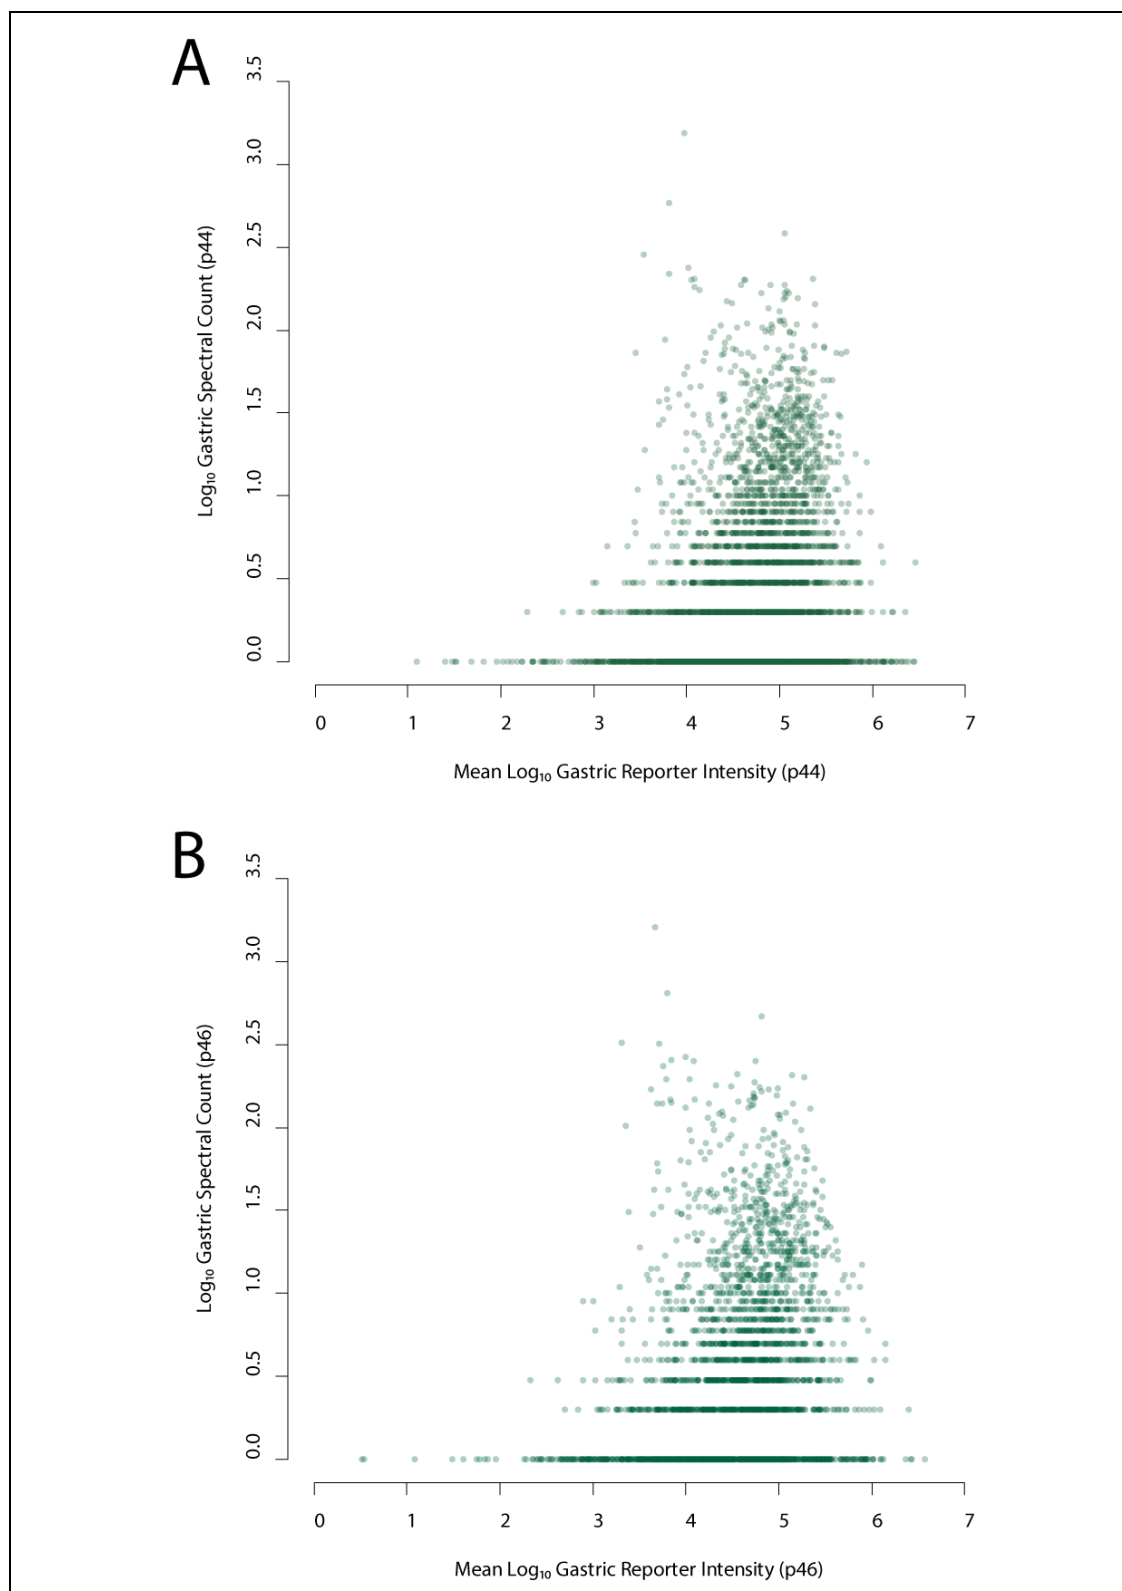 A
3.5
3.0
2.5
2.0
1.5
1.0
0.5
0.0
Log₁₀ Gastric Spectral Count (p44)
0 1 2 3 4 5 6 7
Mean Log₁₀ Gastric Reporter Intensity (p44)
B
3.5
3.0
2.5
2.0
1.5
1.0
0.5
0.0
Log₁₀ Gastric Spectral Count (p46)
0 1 2 3 4 5 6 7
Mean Log₁₀ Gastric Reporter Intensity (p46)